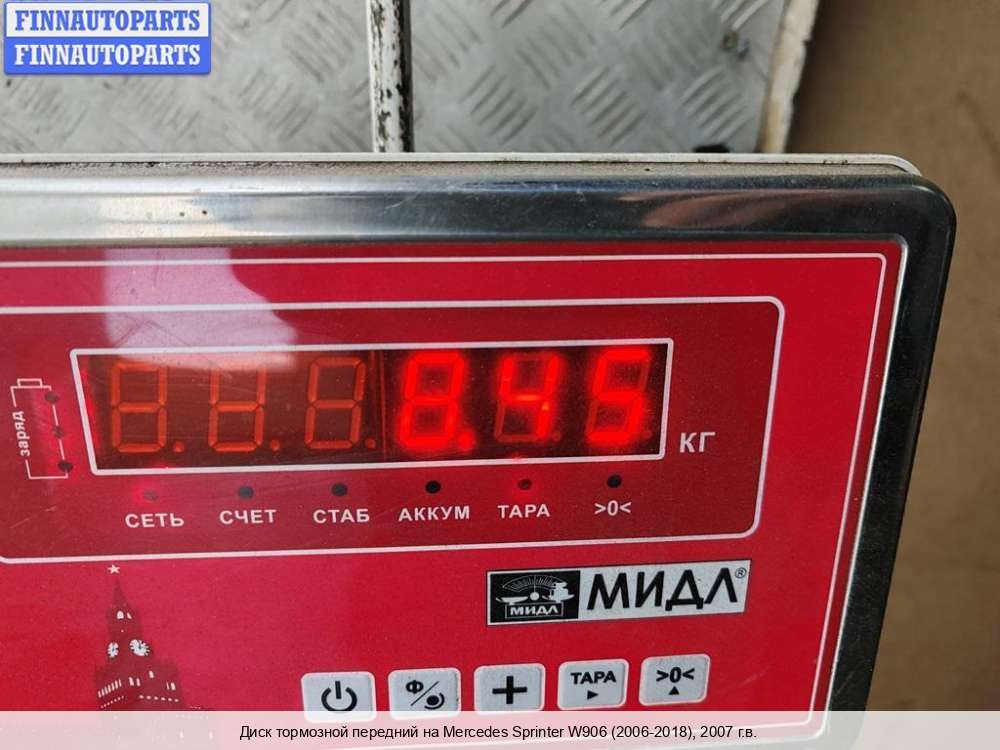 FINNAUTOPARTS
FINNAUTOPARTS
заряд
0.45 КГ
СЕТЬ СЧЕТ СТАБ АККУМ ТАРА >0<
МИДЛ МИДЛ®
Ф/ + ТАРА >0<
Диск тормозной передний на Mercedes Sprinter W906 (2006-2018), 2007 г.в.